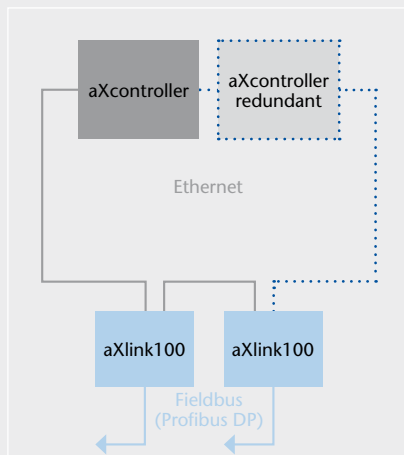 aXcontroller
aXcontroller
redundant
Ethernet
aXlink100
aXlink100
Fieldbus
(Profibus DP)